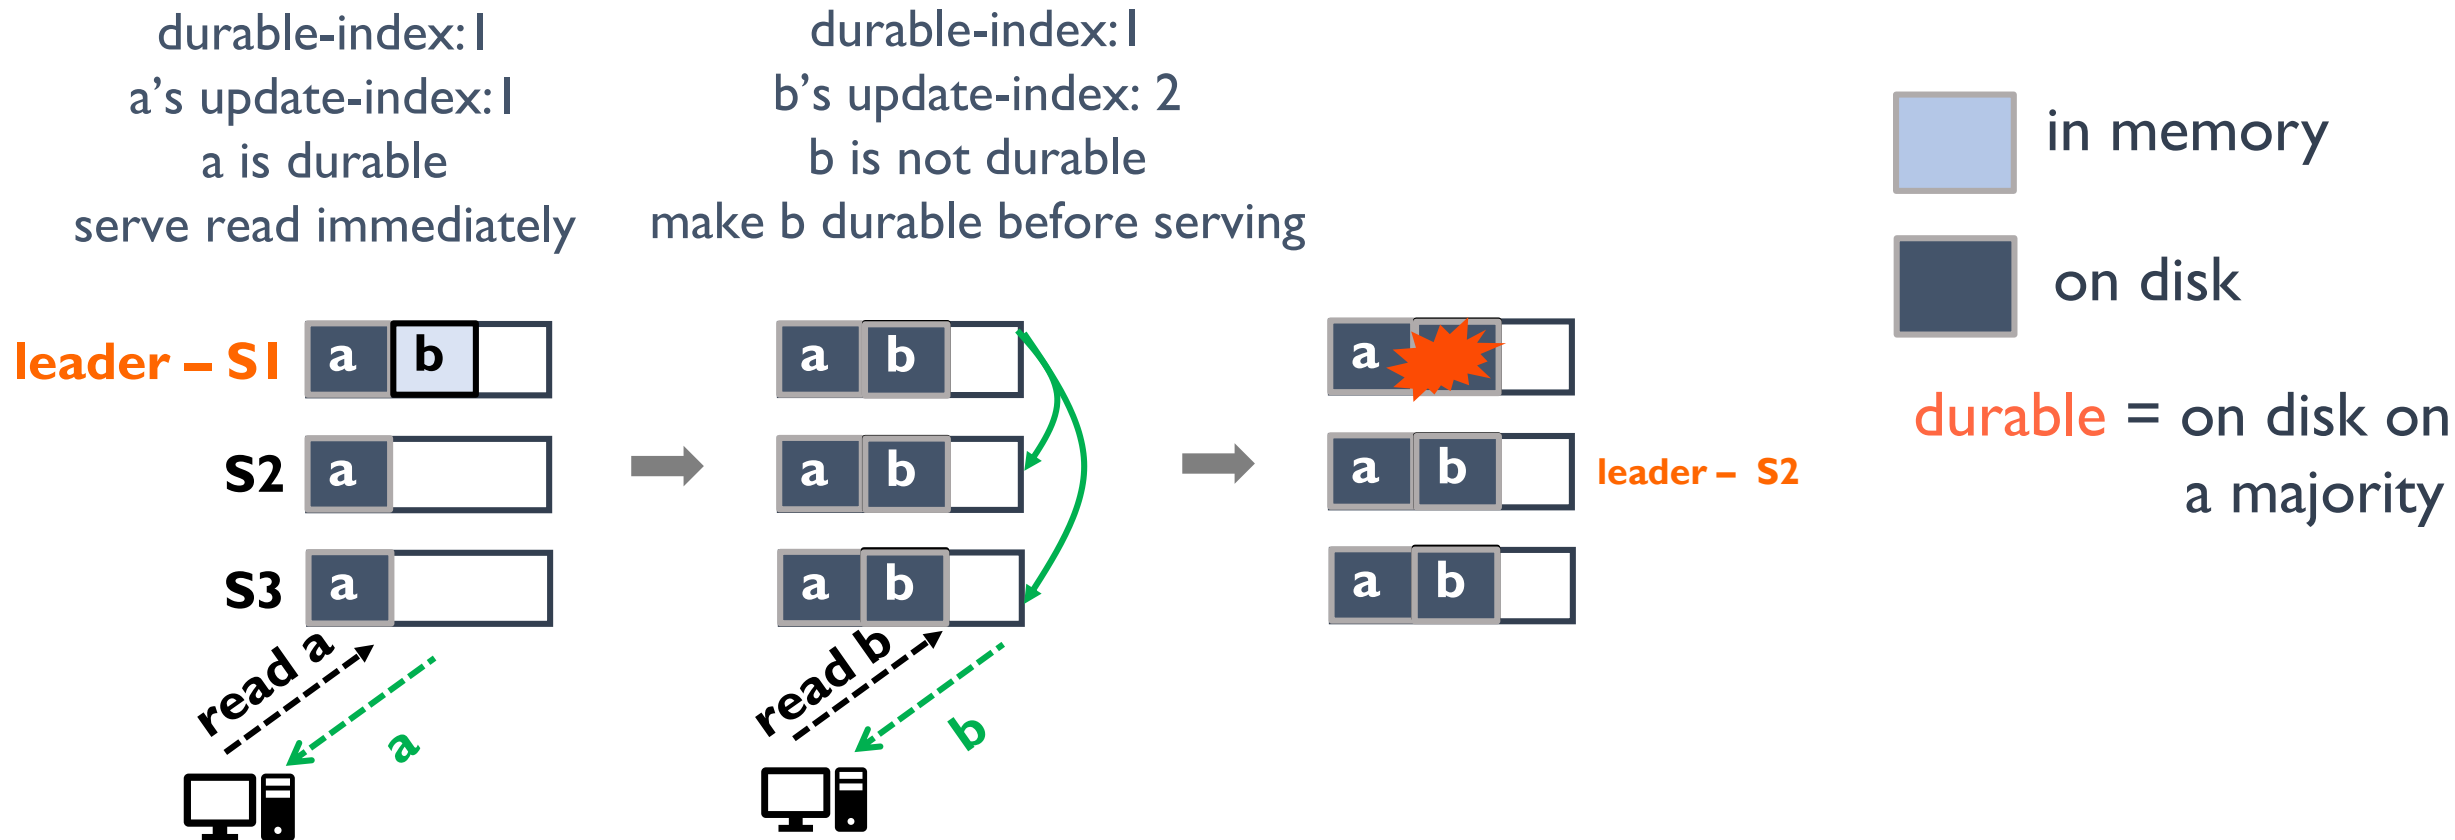 durable-index:1
a's update-index:1
a is durable
serve read immediately
durable-index:1
b's update-index: 2
b is not durable
make b durable before serving
in memory
on disk
durable = on disk on
a majority
leader – S1
a b
S2
a
S3
a
read a
a
a b
a b
a b
read b
b
a
a b
leader – S2
a b